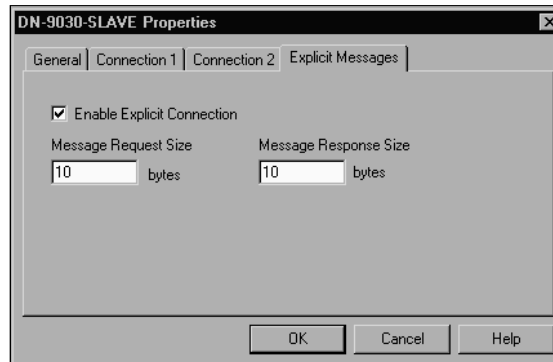 DN-9030-SLAVE Properties
General Connection 1 Connection 2 Explicit Messages
Enable Explicit Connection
Message Request Size Message Response Size
10 bytes 10 bytes
OK Cancel Help